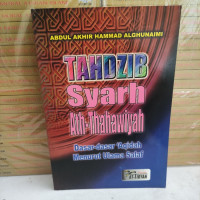 ABDUL AKHIR HAMMAD ALGHUNAIMI
TAHDZIB
Syarh
Ath-Thahawiyah
Dasar-dasar 'Aqidah
Menurut Ulama Salaf